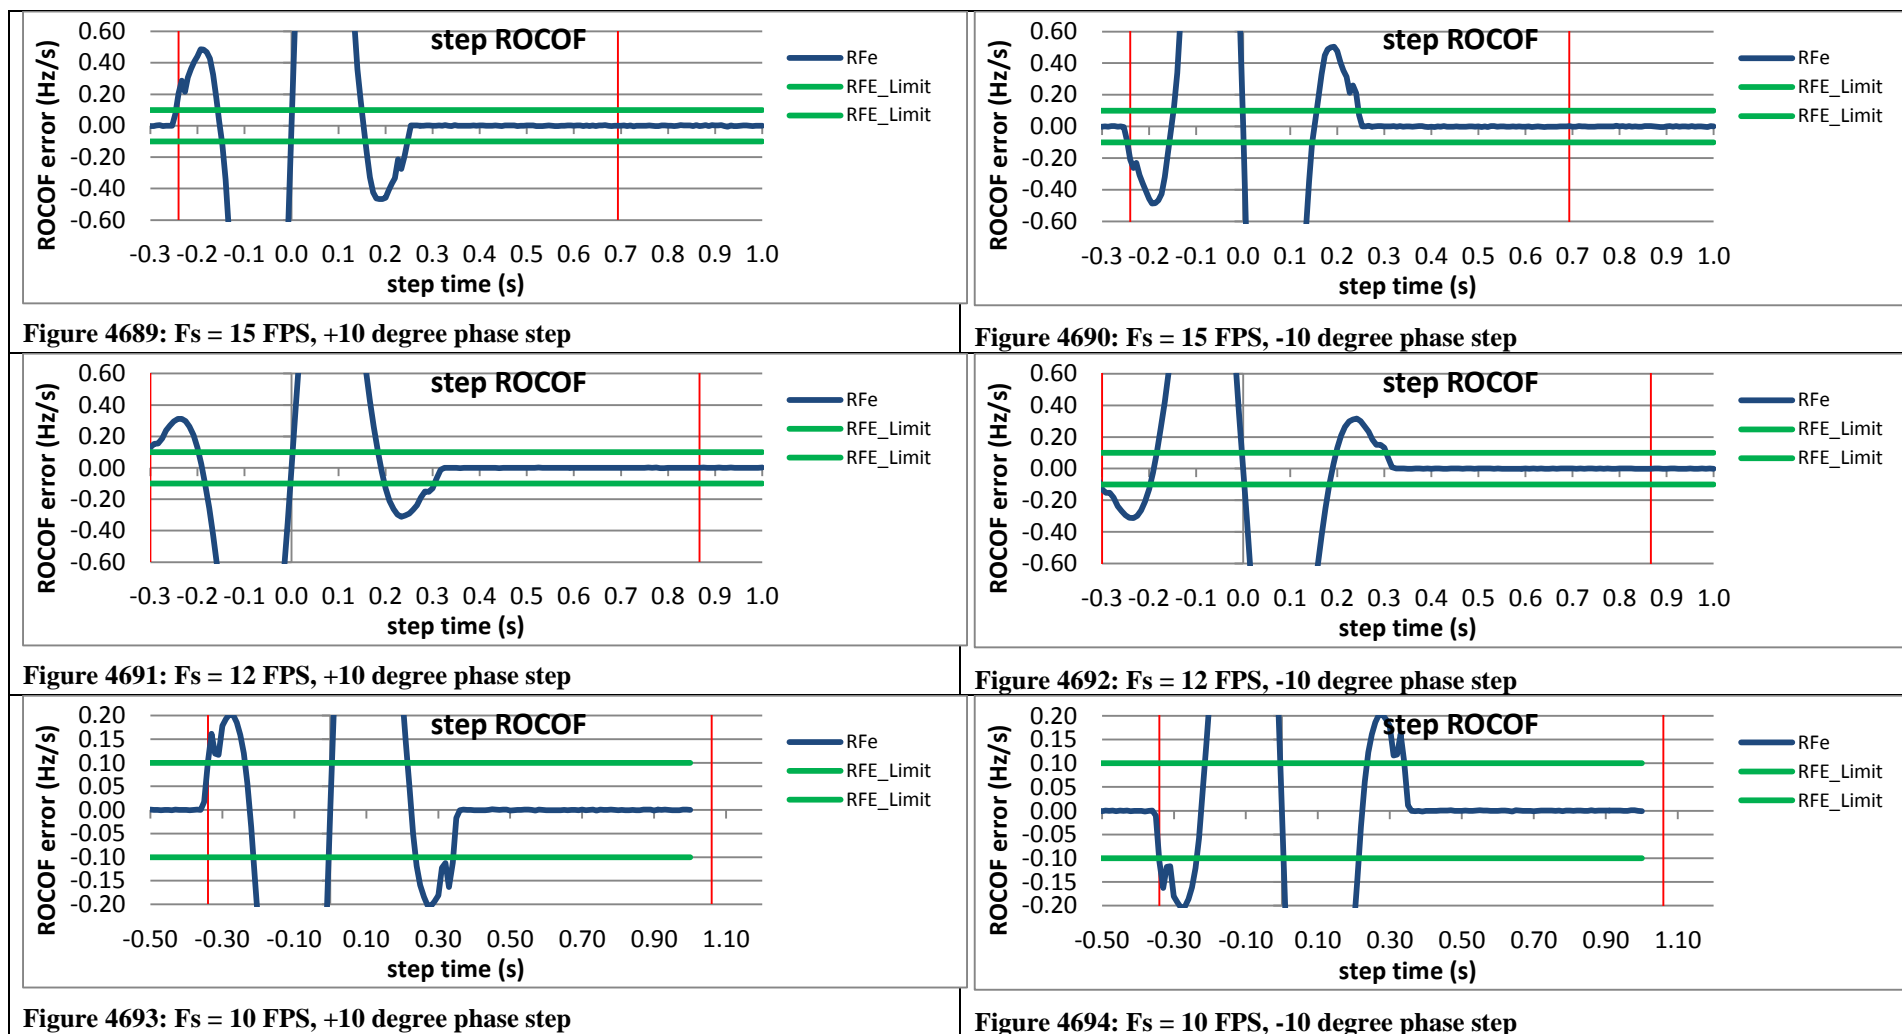 step ROCOF
ROCOF error (Hz/s)
0.60
0.40
0.20
0.00
-0.20
-0.40
-0.60
-0.3 -0.2 -0.1 0.0 0.1 0.2 0.3 0.4 0.5 0.6 0.7 0.8 0.9 1.0
step time (s)
RFe
RFE_Limit
RFE_Limit
Figure 4689: Fs = 15 FPS, +10 degree phase step
step ROCOF
ROCOF error (Hz/s)
0.60
0.40
0.20
0.00
-0.20
-0.40
-0.60
-0.3 -0.2 -0.1 0.0 0.1 0.2 0.3 0.4 0.5 0.6 0.7 0.8 0.9 1.0
step time (s)
RFe
RFE_Limit
RFE_Limit
Figure 4690: Fs = 15 FPS, -10 degree phase step
step ROCOF
ROCOF error (Hz/s)
0.60
0.40
0.20
0.00
-0.20
-0.40
-0.60
-0.3 -0.2 -0.1 0.0 0.1 0.2 0.3 0.4 0.5 0.6 0.7 0.8 0.9 1.0
step time (s)
RFe
RFE_Limit
RFE_Limit
Figure 4691: Fs = 12 FPS, +10 degree phase step
step ROCOF
ROCOF error (Hz/s)
0.60
0.40
0.20
0.00
-0.20
-0.40
-0.60
-0.3 -0.2 -0.1 0.0 0.1 0.2 0.3 0.4 0.5 0.6 0.7 0.8 0.9 1.0
step time (s)
RFe
RFE_Limit
RFE_Limit
Figure 4692: Fs = 12 FPS, -10 degree phase step
step ROCOF
ROCOF error (Hz/s)
0.20
0.15
0.10
0.05
0.00
-0.05
-0.10
-0.15
-0.20
-0.50 -0.30 -0.10 0.10 0.30 0.50 0.70 0.90 1.10
step time (s)
RFe
RFE_Limit
RFE_Limit
Figure 4693: Fs = 10 FPS, +10 degree phase step
step ROCOF
ROCOF error (Hz/s)
0.20
0.15
0.10
0.05
0.00
-0.05
-0.10
-0.15
-0.20
-0.50 -0.30 -0.10 0.10 0.30 0.50 0.70 0.90 1.10
step time (s)
RFe
RFE_Limit
RFE_Limit
Figure 4694: Fs = 10 FPS, -10 degree phase step